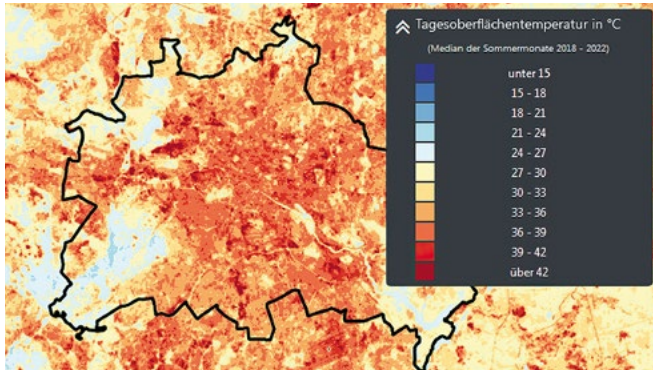 Tagesoberflächentemperatur in °C
(Median der Sommermonate 2018 - 2022)
unter 15
15 - 18
18 - 21
21 - 24
24 - 27
27 - 30
30 - 33
33 - 36
36 - 39
39 - 42
über 42